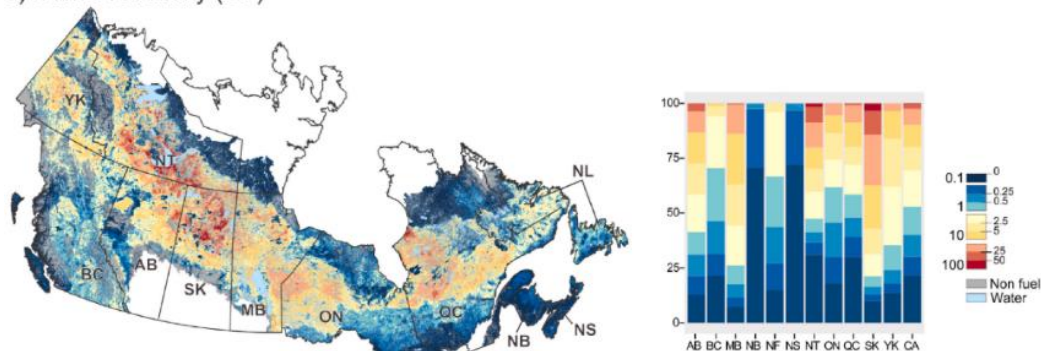 YK
NT
BC
AB
SK
MB
ON
QC
NL
NB
NS
100
75
50
25
0
AB BC MB NB NF NS NT ON QC SK YK CA
0.1
1
10
100
0
0.25
0.5
2.5
5
25
50
Non fuel
Water